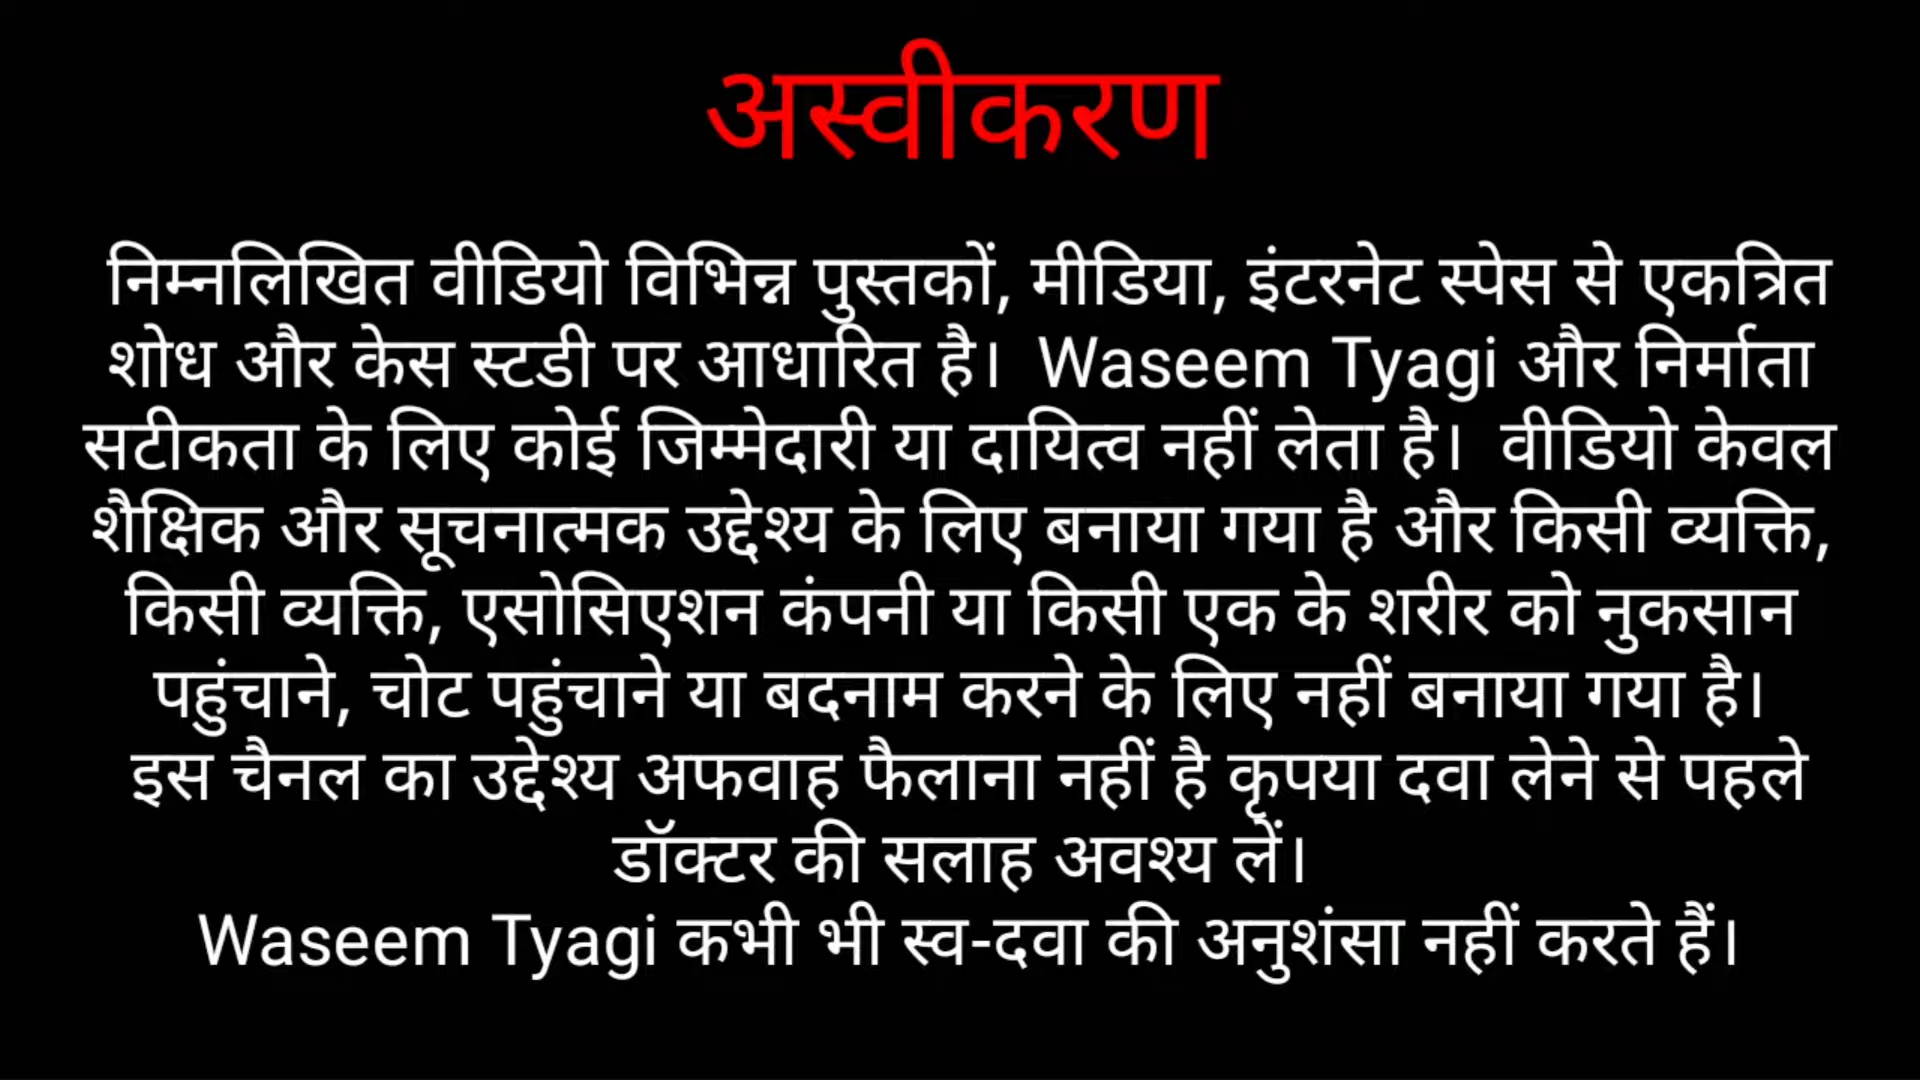 अस्वीकरण
निम्नलिखित वीडियो विभिन्न पुस्तकों, मीडिया, इंटरनेट स्पेस से एकत्रित
शोध और केस स्टडी पर आधारित है। Waseem Tyagi और निर्माता
सटीकता के लिए कोई जिम्मेदारी या दायित्व नहीं लेता है। वीडियो केवल
शैक्षिक और सूचनात्मक उद्देश्य के लिए बनाया गया है और किसी व्यक्ति,
किसी व्यक्ति, एसोसिएशन कंपनी या किसी एक के शरीर को नुकसान
पहुंचाने, चोट पहुंचाने या बदनाम करने के लिए नहीं बनाया गया है।
इस चैनल का उद्देश्य अफवाह फैलाना नहीं है कृपया दवा लेने से पहले
डॉक्टर की सलाह अवश्य लें।
Waseem Tyagi कभी भी स्व-दवा की अनुशंसा नहीं करते हैं।